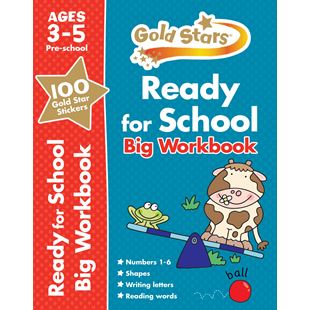 AGES
3-5
Pre-school
100
Gold Star
Stickers
Ready for School
Big Workbook
Gold Stars
Ready
for School
Big Workbook
Numbers 1-6
Shapes
Writing letters
Reading words
ball